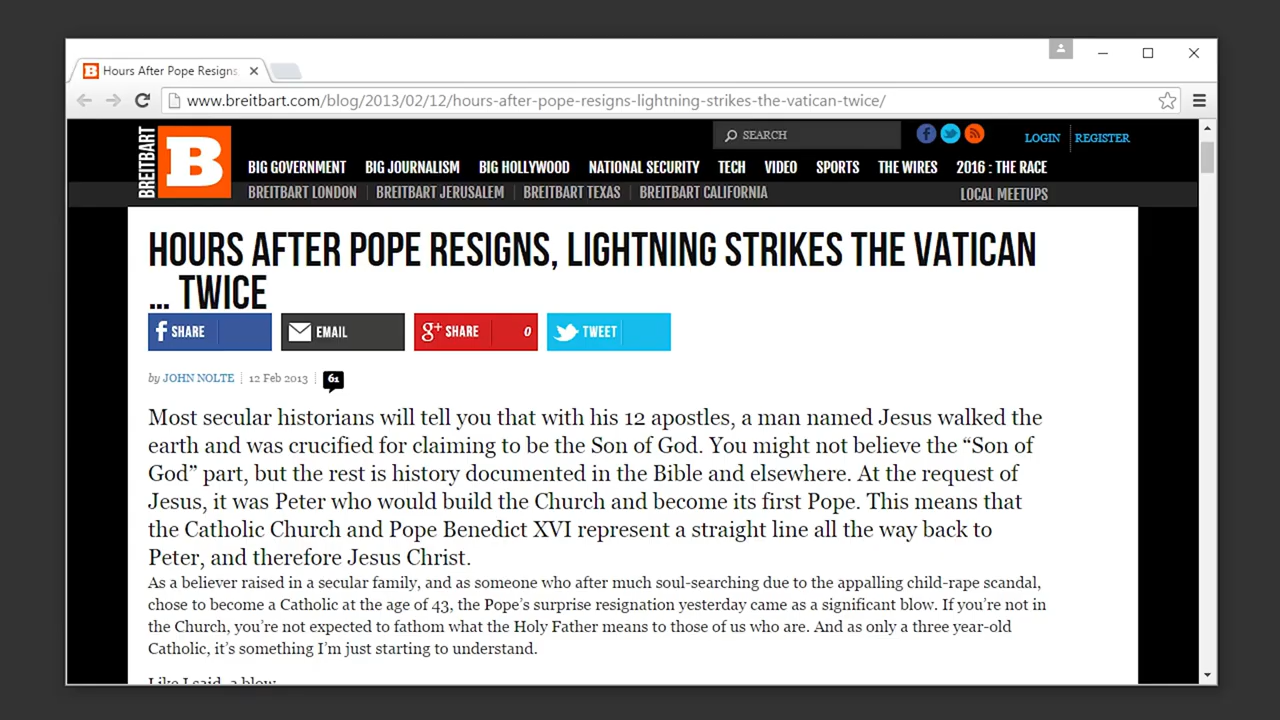 Hours After Pope Resigns,
www.breitbart.com/blog/2013/02/12/hours-after-pope-resigns-lightning-strikes-the-vatican-twice/
BREITBART
B
SEARCH
LOGIN REGISTER
BIG GOVERNMENT BIG JOURNALISM BIG HOLLYWOOD NATIONAL SECURITY TECH VIDEO SPORTS THE WIRES 2016 : THE RACE
BREITBART LONDON BREITBART JERUSALEM BREITBART TEXAS BREITBART CALIFORNIA LOCAL MEETUPS
HOURS AFTER POPE RESIGNS, LIGHTNING STRIKES THE VATICAN
... TWICE
SHARE EMAIL SHARE 0 TWEET
by JOHN NOLTE 12 Feb 2013 61
Most secular historians will tell you that with his 12 apostles, a man named Jesus walked the
earth and was crucified for claiming to be the Son of God. You might not believe the “Son of
God” part, but the rest is history documented in the Bible and elsewhere. At the request of
Jesus, it was Peter who would build the Church and become its first Pope. This means that
the Catholic Church and Pope Benedict XVI represent a straight line all the way back to
Peter, and therefore Jesus Christ.
As a believer raised in a secular family, and as someone who after much soul-searching due to the appalling child-rape scandal,
chose to become a Catholic at the age of 43, the Pope’s surprise resignation yesterday came as a significant blow. If you’re not in
the Church, you’re not expected to fathom what the Holy Father means to those of us who are. And as only a three year-old
Catholic, it’s something I’m just starting to understand.
Like I said, a blow